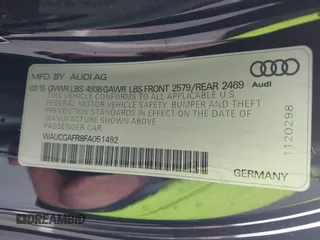 MFD. BY AUDI AG
03.15 GVWR LBS 4938 GAWR LBS FRONT 2579/REAR 2469
THIS VEHICLE CONFORMS TO ALL APPLICABLE
FEDERAL MOTOR VEHICLE SAFETY, BUMPER AND THEFT
PREVENTION STANDARDS IN EFFECT ON THE DATE
OF MANUFACTURE SHOWN ABOVE.
WAUCGAFR8FA051492
PASSENGER CAR
Audi
1120298
GERMANY
DREAMBID